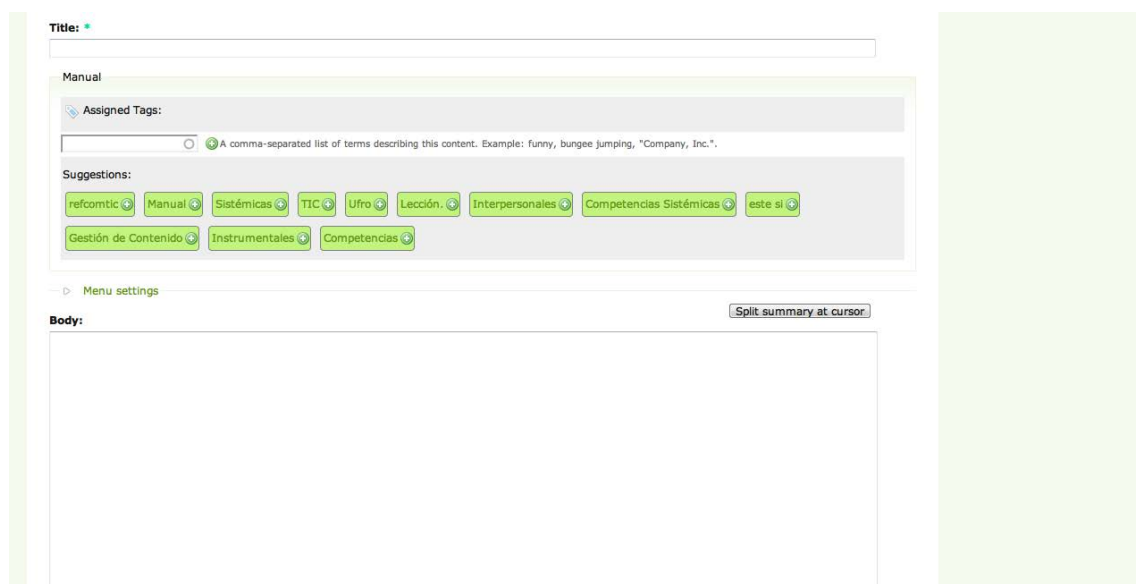 Title: *
Manual
Assigned Tags:
A comma-separated list of terms describing this content. Example: funny, bungee jumping, "Company, Inc.".
Suggestions:
refcomtic Manual Sistémicas TIC Ufro Lección. Interpersonales Competencias Sistémicas este si
Gestión de Contenido Instrumentales Competencias
Menu settings
Split summary at cursor
Body: